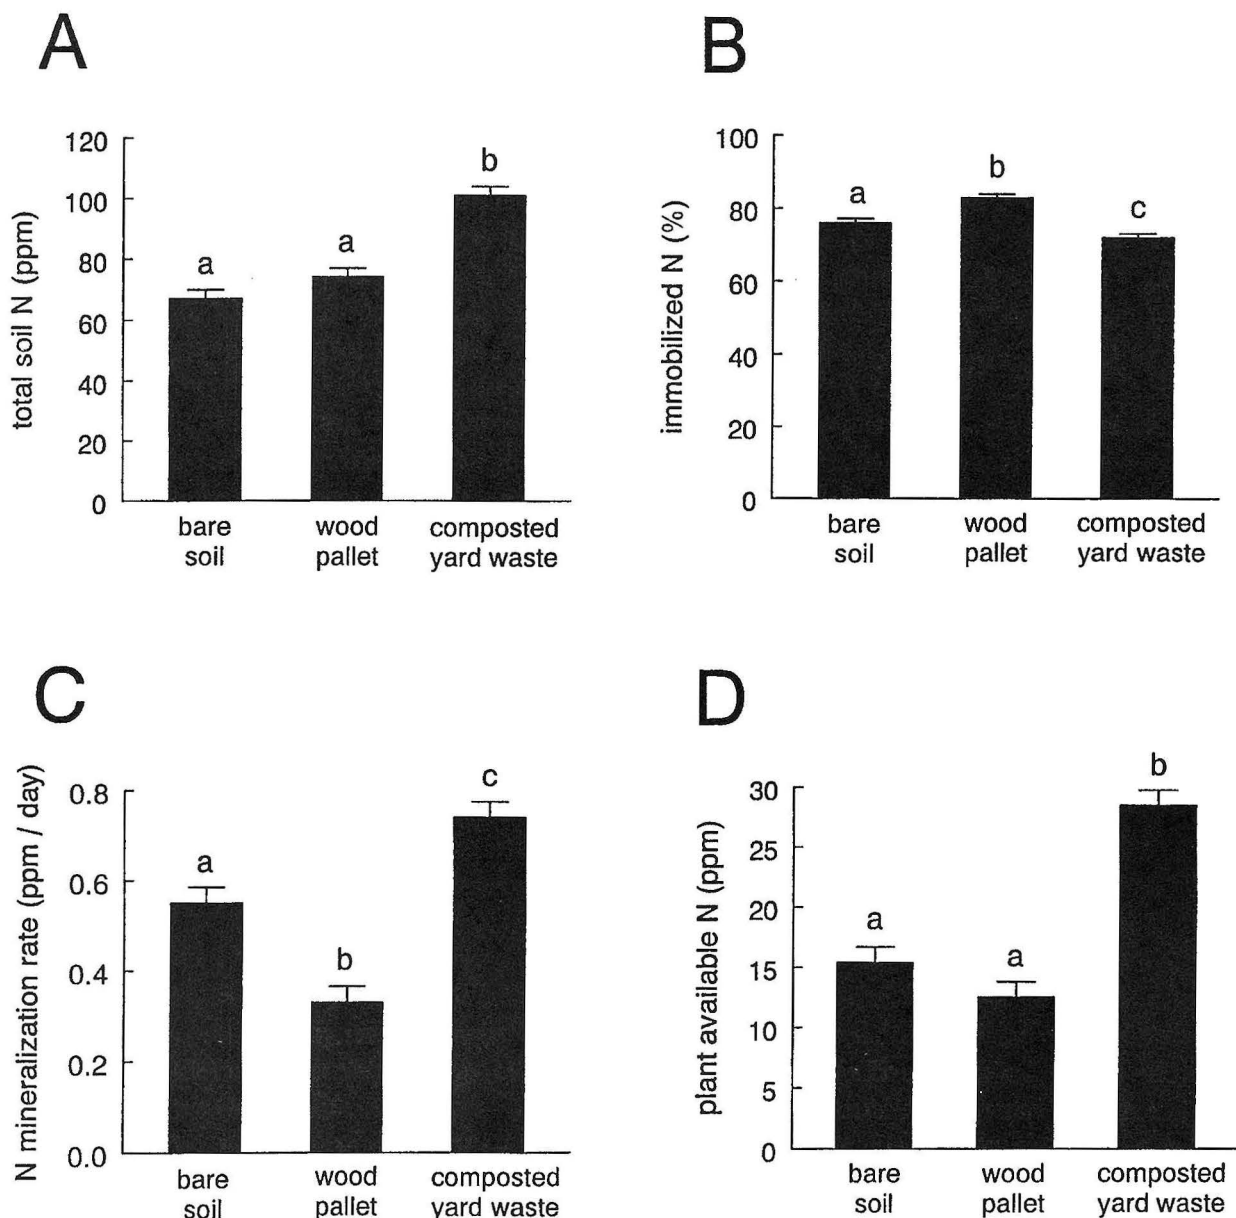 A
total soil N (ppm)
120
100
80
60
40
20
0
a
a
b
bare
soil
wood
pallet
composted
yard waste
B
immobilized N (%)
100
80
60
40
20
0
a
b
c
bare
soil
wood
pallet
composted
yard waste
C
N mineralization rate (ppm / day)
0.8
0.6
0.4
0.2
0.0
a
b
c
bare
soil
wood
pallet
composted
yard waste
D
plant available N (ppm)
30
25
20
15
10
5
0
a
a
b
bare
soil
wood
pallet
composted
yard waste